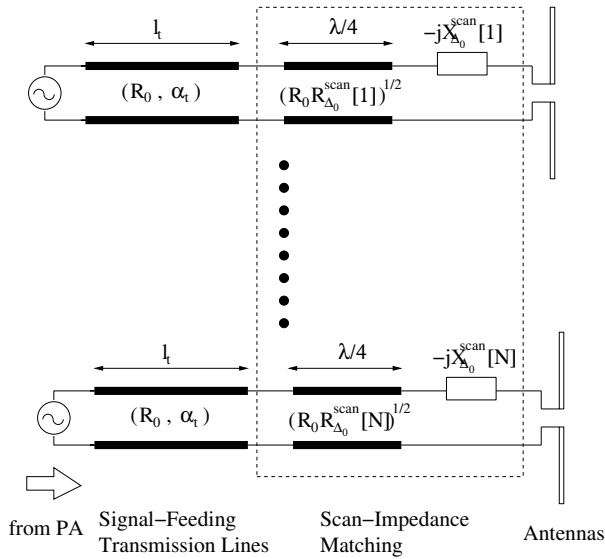 l_t λ/4 −jX_{Δ_0}^{scan}[1]
(R_0 , α_t) (R_0 R_{Δ_0}^{scan}[1])^{1/2}
l_t λ/4 −jX_{Δ_0}^{scan}[N]
(R_0 , α_t) (R_0 R_{Δ_0}^{scan}[N])^{1/2}
from PA
Signal−Feeding
Transmission Lines
Scan−Impedance
Matching
Antennas